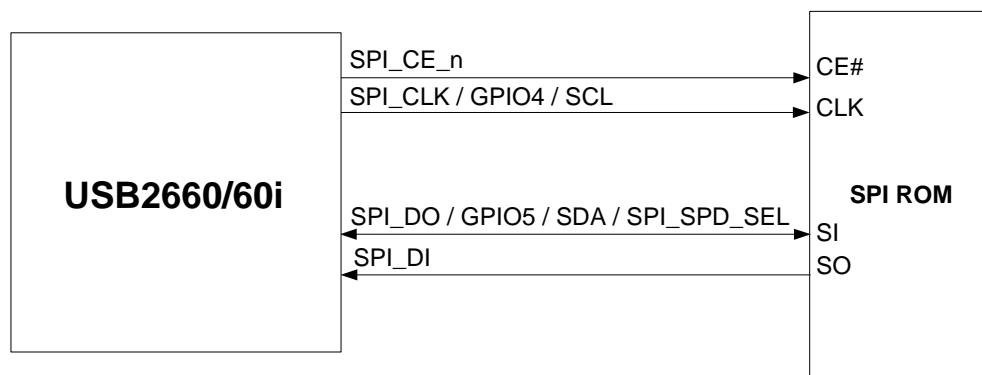 SPI_CE_n
CE#
SPI_CLK / GPIO4 / SCL
CLK
USB2660/60i
SPI ROM
SPI_DO / GPIO5 / SDA / SPI_SPD_SEL
SI
SPI_DI
SO